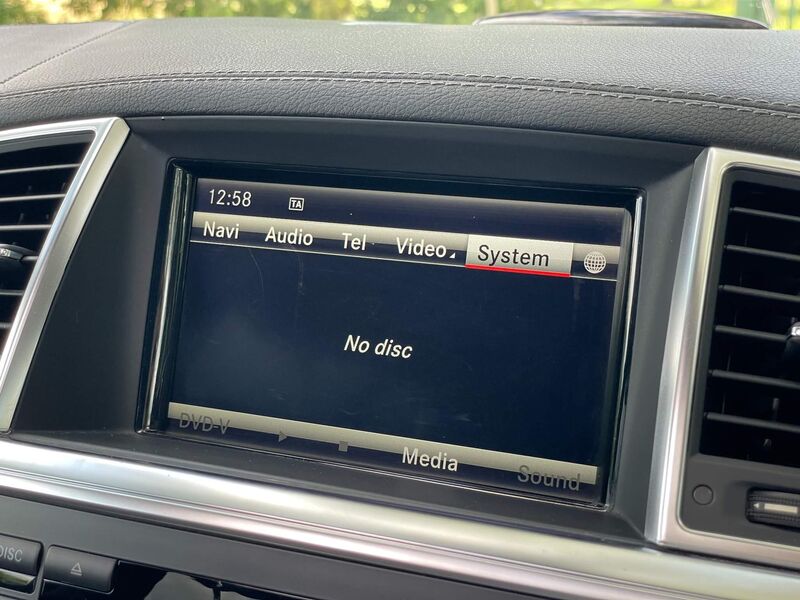 12:58 TA
Navi Audio Tel Video System
No disc
DVD-V Media Sound
DISC